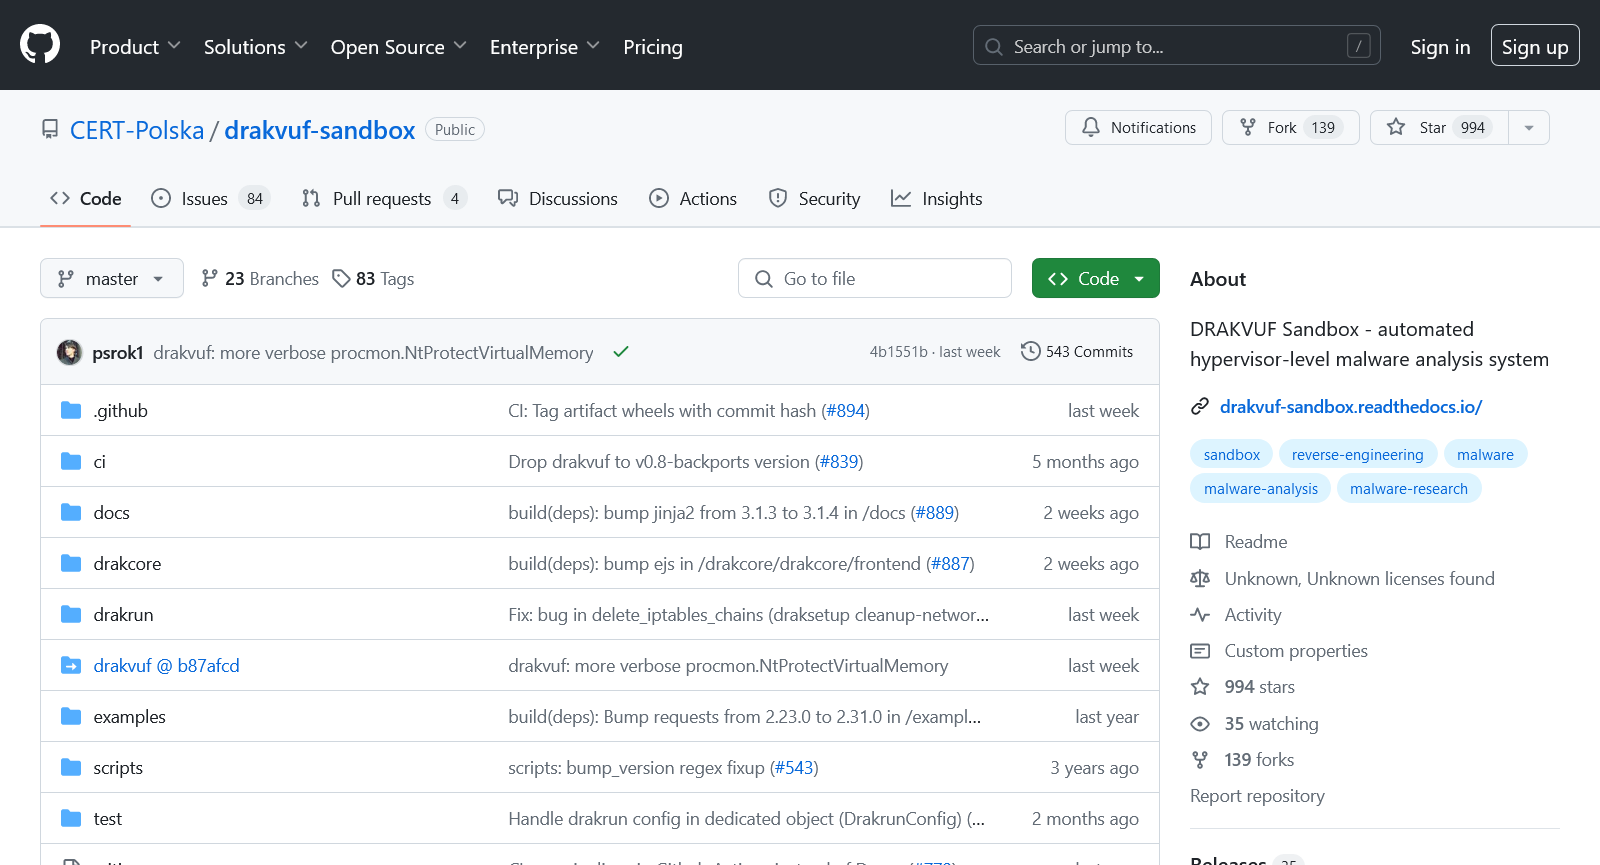 Product Solutions Open Source Enterprise Pricing Search or jump to... / Sign in Sign up
CERT-Polska / drakvuf-sandbox Public Notifications Fork 139 Star 994
Code Issues 84 Pull requests 4 Discussions Actions Security Insights
master 23 Branches 83 Tags Go to file Code
psrok1 drakvuf: more verbose procmon.NtProtectVirtualMemory 4b1551b · last week 543 Commits
.github CI: Tag artifact wheels with commit hash (#894) last week
ci Drop drakvuf to v0.8-backports version (#839) 5 months ago
docs build(deps): bump jinja2 from 3.1.3 to 3.1.4 in /docs (#889) 2 weeks ago
drakcore build(deps): bump ejs in /drakcore/drakcore/frontend (#887) 2 weeks ago
drakrun Fix: bug in delete_iptables_chains (draksetup cleanup-networ... last week
drakvuf @ b87afcd drakvuf: more verbose procmon.NtProtectVirtualMemory last week
examples build(deps): Bump requests from 2.23.0 to 2.31.0 in /exampl... last year
scripts scripts: bump_version regex fixup (#543) 3 years ago
test Handle drakrun config in dedicated object (DrakrunConfig) (... 2 months ago
About
DRAKVUF Sandbox - automated
hypervisor-level malware analysis system
drakvuf-sandbox.readthedocs.io/
sandbox reverse-engineering malware
malware-analysis malware-research
Readme
Unknown, Unknown licenses found
Activity
Custom properties
994 stars
35 watching
139 forks
Report repository
Releases 25